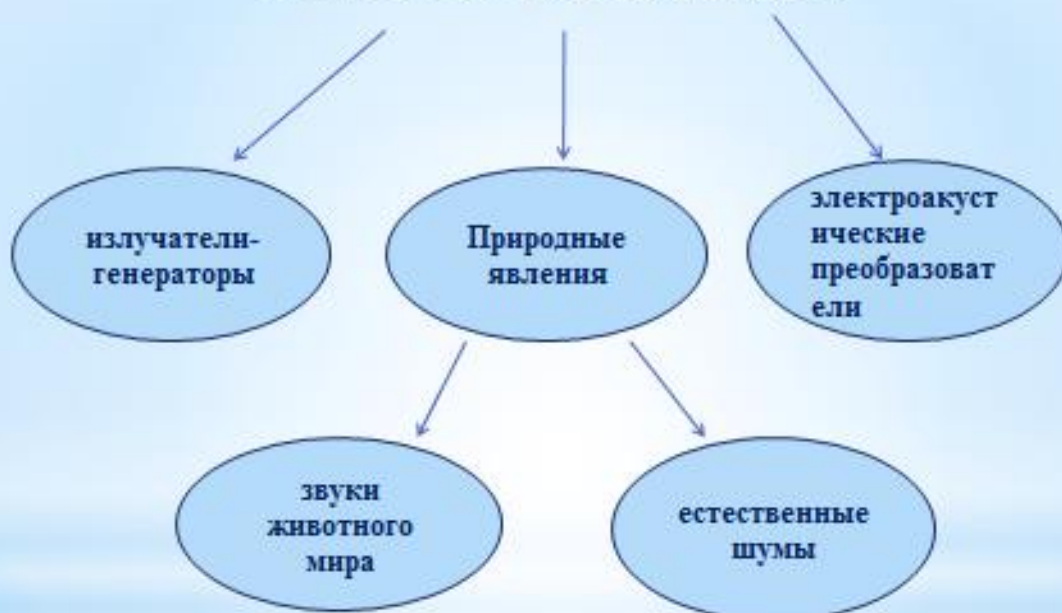 излучатели-
генераторы
Природные
явления
электроакуст
ические
преобразоват
ели
звуки
животного
мира
естественные
шумы